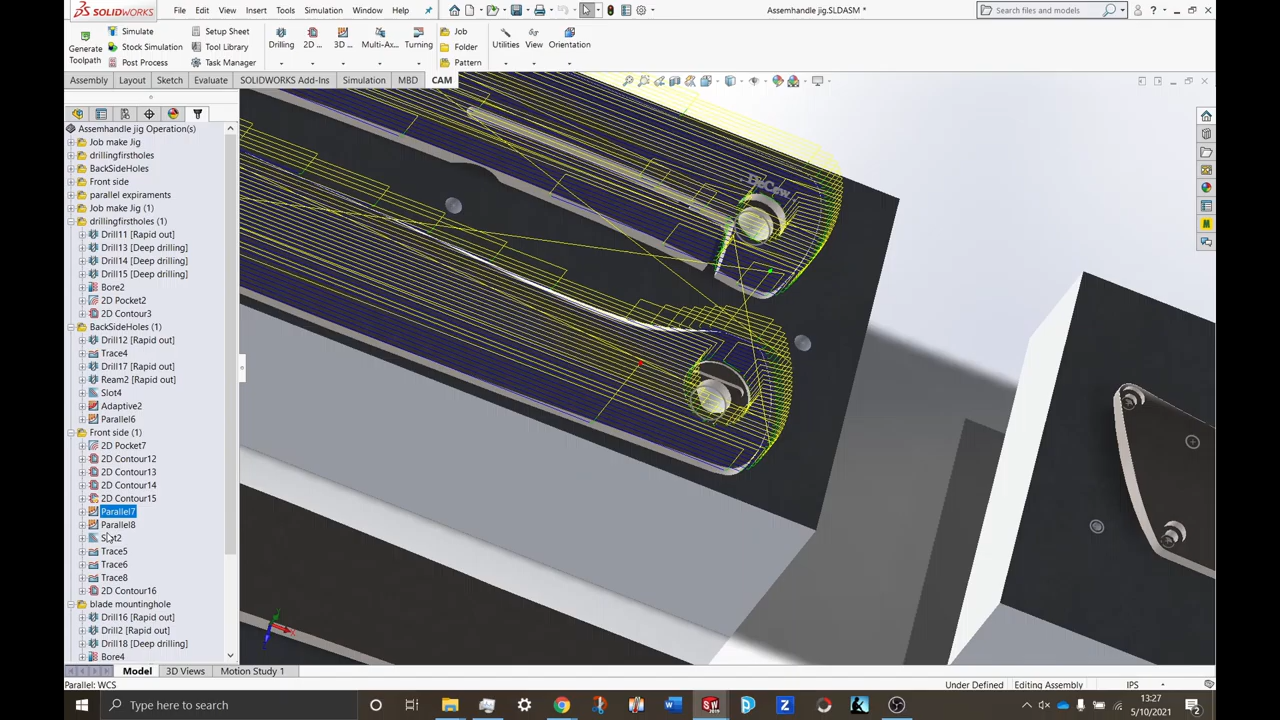 SOLIDWORKS
File Edit View Insert Tools Simulation Window Help
Assemhandle jig.SLDASM *
Search files and models
Generate Toolpath
Simulate
Stock Simulation
Post Process
Setup Sheet
Tool Library
Task Manager
Drilling
2D ...
3D ...
Multi-Ax...
Turning
Job
Folder
Pattern
Utilities
View
Orientation
Assembly Layout Sketch Evaluate SOLIDWORKS Add-Ins Simulation MBD CAM
Assemhandle jig Operation(s)
Job make Jig
drillingfirstholes
BackSideHoles
Front side
parallel expiraments
Job make Jig (1)
drillingfirstholes (1)
Drill11 [Rapid out]
Drill13 [Deep drilling]
Drill14 [Deep drilling]
Drill15 [Deep drilling]
Bore2
2D Pocket2
2D Contour3
BackSideHoles (1)
Drill12 [Rapid out]
Trace4
Drill17 [Rapid out]
Ream2 [Rapid out]
Slot4
Adaptive2
Parallel6
Front side (1)
2D Pocket7
2D Contour12
2D Contour13
2D Contour14
2D Contour15
Parallel7
Parallel8
Slot2
Trace5
Trace6
Trace8
2D Contour16
blade mountinghole
Drill16 [Rapid out]
Drill2 [Rapid out]
Drill18 [Deep drilling]
Bore4
Model 3D Views Motion Study 1
Parallel: WCS
Under Defined Editing Assembly IPS
Type here to search
13:27
5/10/2021